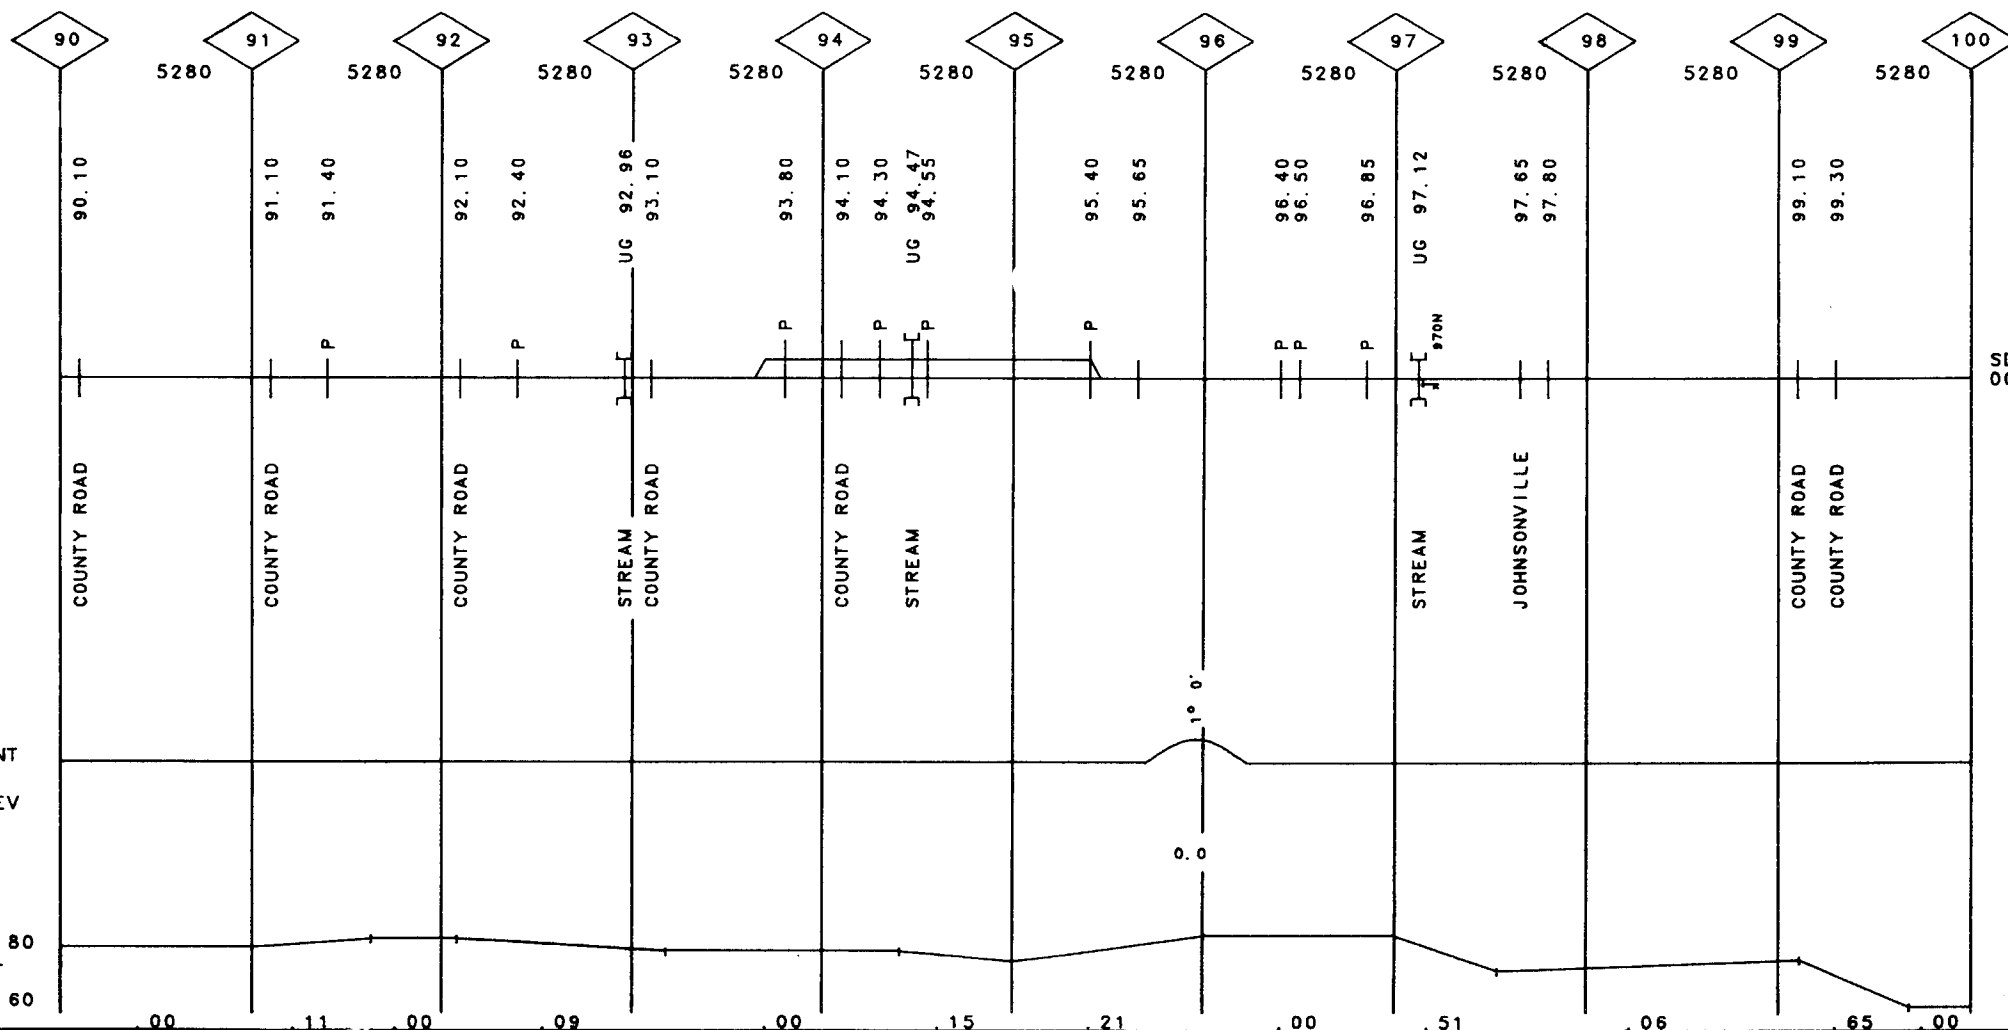 90 91 92 93 94 95 96 97 98 99 100
5280 5280 5280 5280 5280 5280 5280 5280 5280 5280
90.10
91.10
91.40
92.10
92.40
UG 92.96
93.10
93.80
94.10
94.30
UG 94.47
94.55
95.40
95.65
96.40
96.50
96.85
UG 97.12
97.65
97.80
99.10
99.30
P P P P P P P P P
970N
COUNTY ROAD
COUNTY ROAD
COUNTY ROAD
STREAM
COUNTY ROAD
COUNTY ROAD
STREAM
STREAM
JOHNSONVILLE
COUNTY ROAD
COUNTY ROAD
1° 0'
NT
EV
0.0
80
60
.00 .11 .00 .09 .00 .15 .21 .00 .51 .06 .65 .00